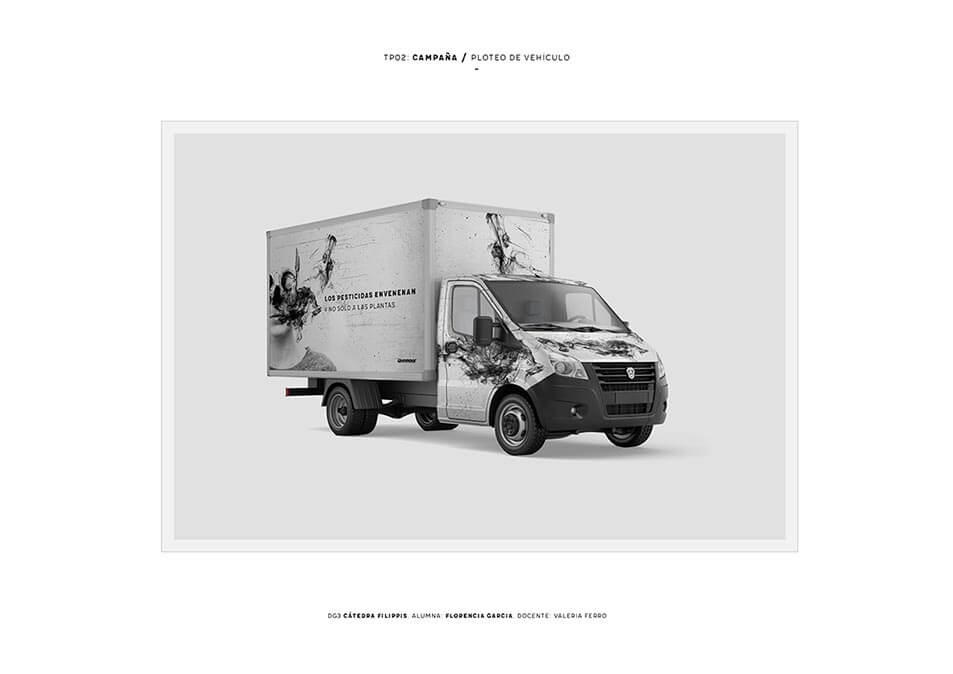 TP02: CAMPAÑA / PLOTEO DE VEHÍCULO
LOS PESTICIDAS ENVENENAN
Y NO SOLO A LAS PLANTAS.
GREENPEACE
DG3 CÁTEDRA FILIPPIS. ALUMNA: FLORENCIA GARCIA. DOCENTE: VALERIA FERRO